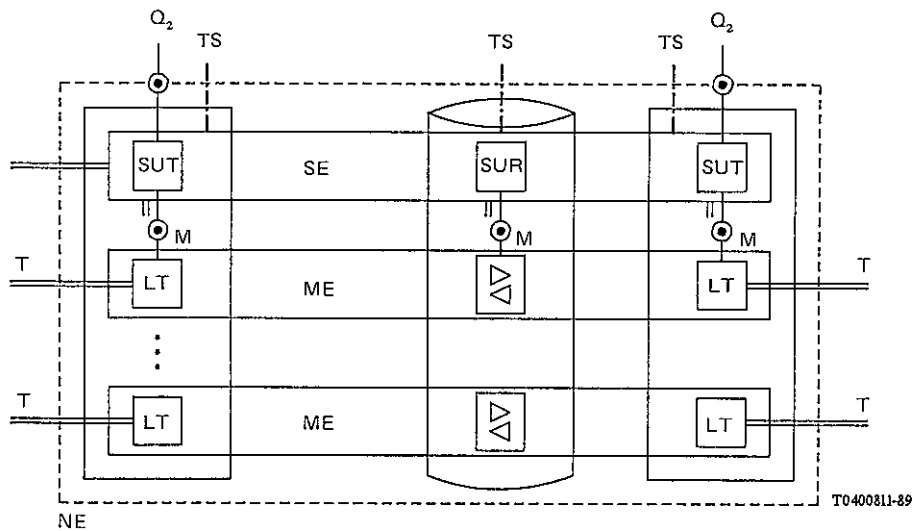 Q₂ TS TS TS Q₂
SUT SE SUR SUT
M M M
T LT ME LT T
T LT ME LT T
NE
T0400811-89